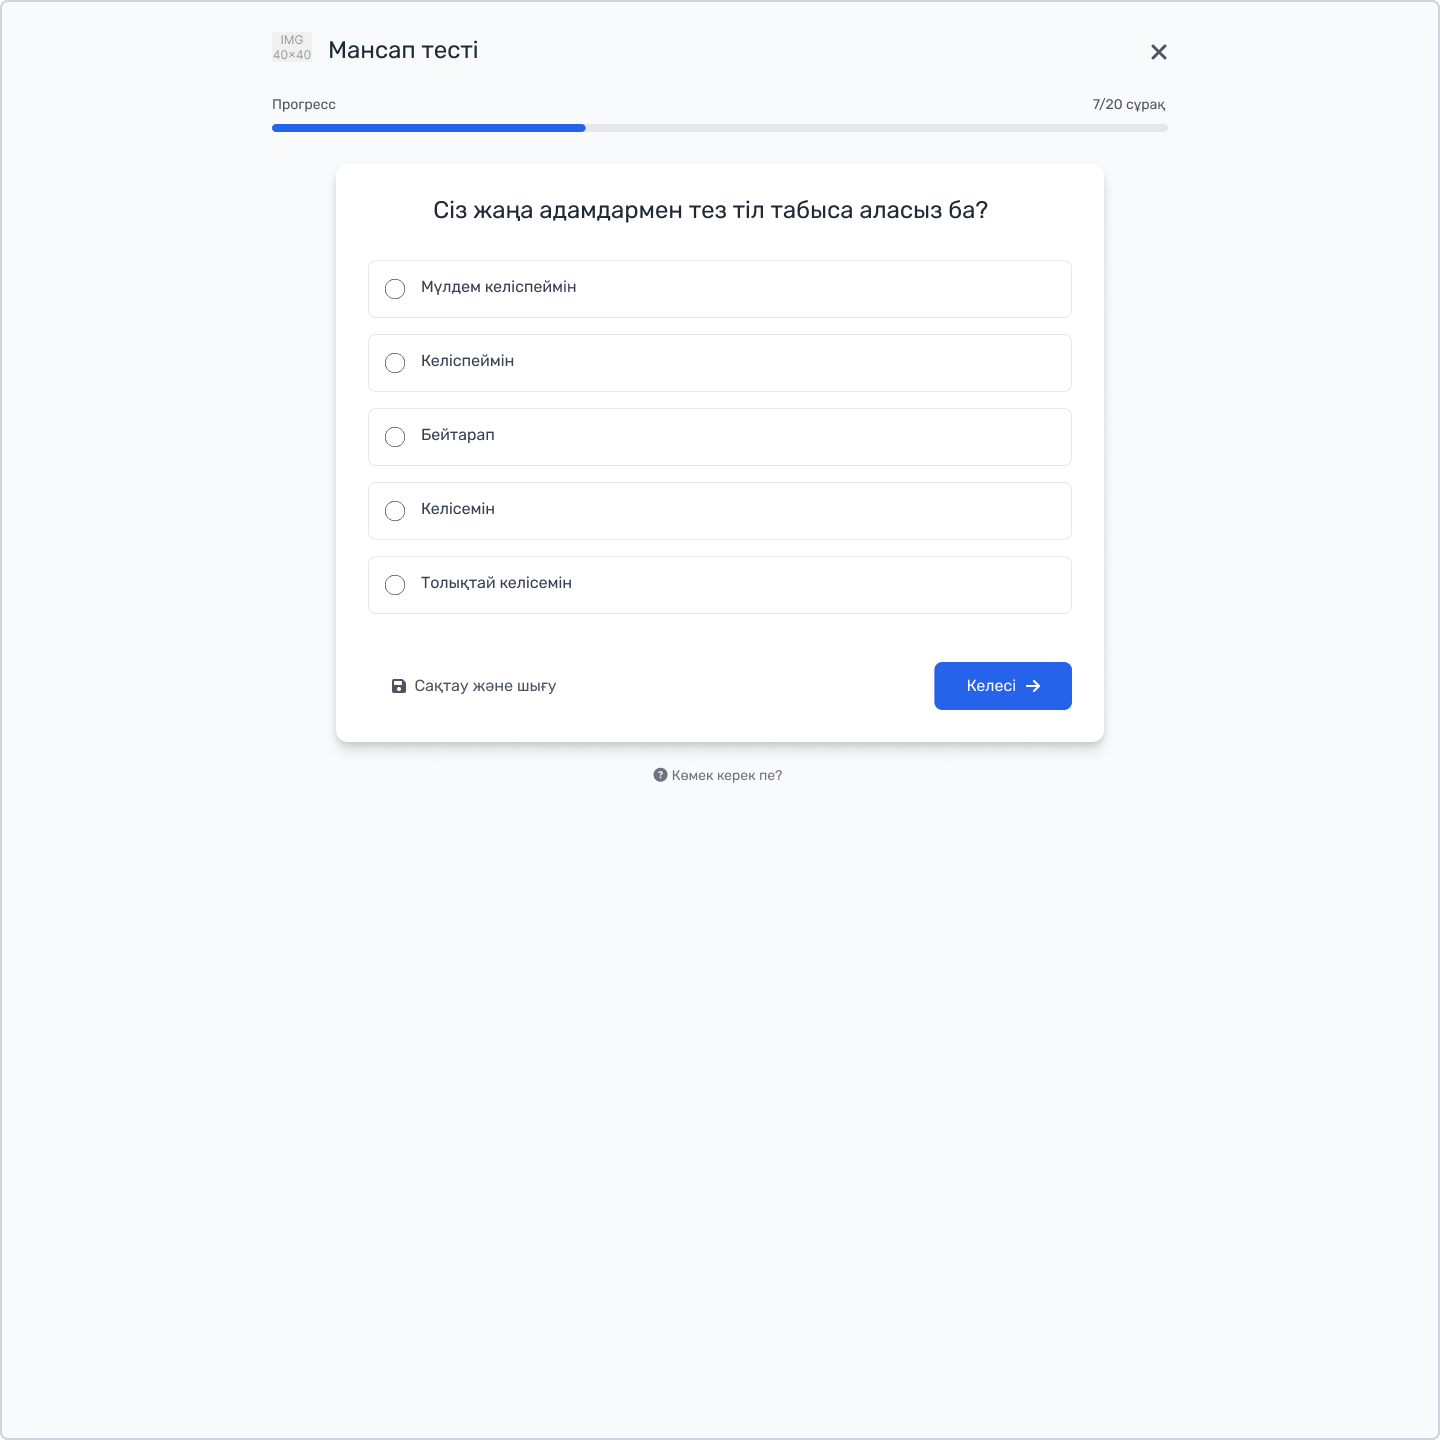 IMG
40×40
Мансап тесті
Прогресс
7/20 сұрақ
Сіз жаңа адамдармен тез тіл табыса аласыз ба?
Мүлдем келіспеймін
Келіспеймін
Бейтарап
Келісемін
Толықтай келісемін
Сақтау және шығу
Келесі
Көмек керек пе?